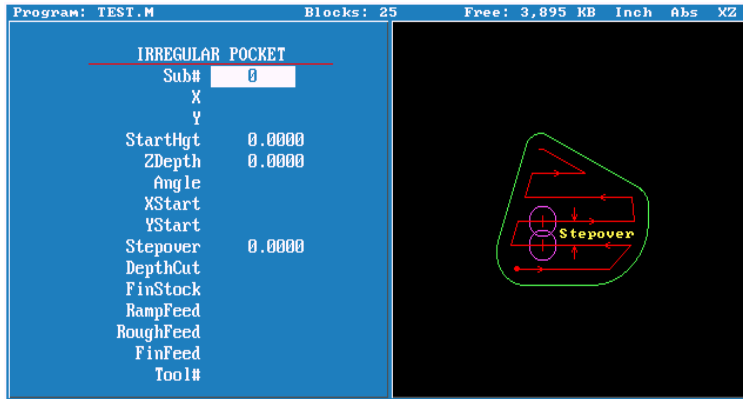 Program: TEST.M Blocks: 25 Free: 3,895 KB Inch Abs XZ
IRREGULAR POCKET
Sub# 0
X
Y
StartHgt 0.0000
ZDepth 0.0000
Angle
XStart
YStart
Stepover 0.0000
DepthCut
FinStock
RampFeed
RoughFeed
FinFeed
Tool#
Stepover